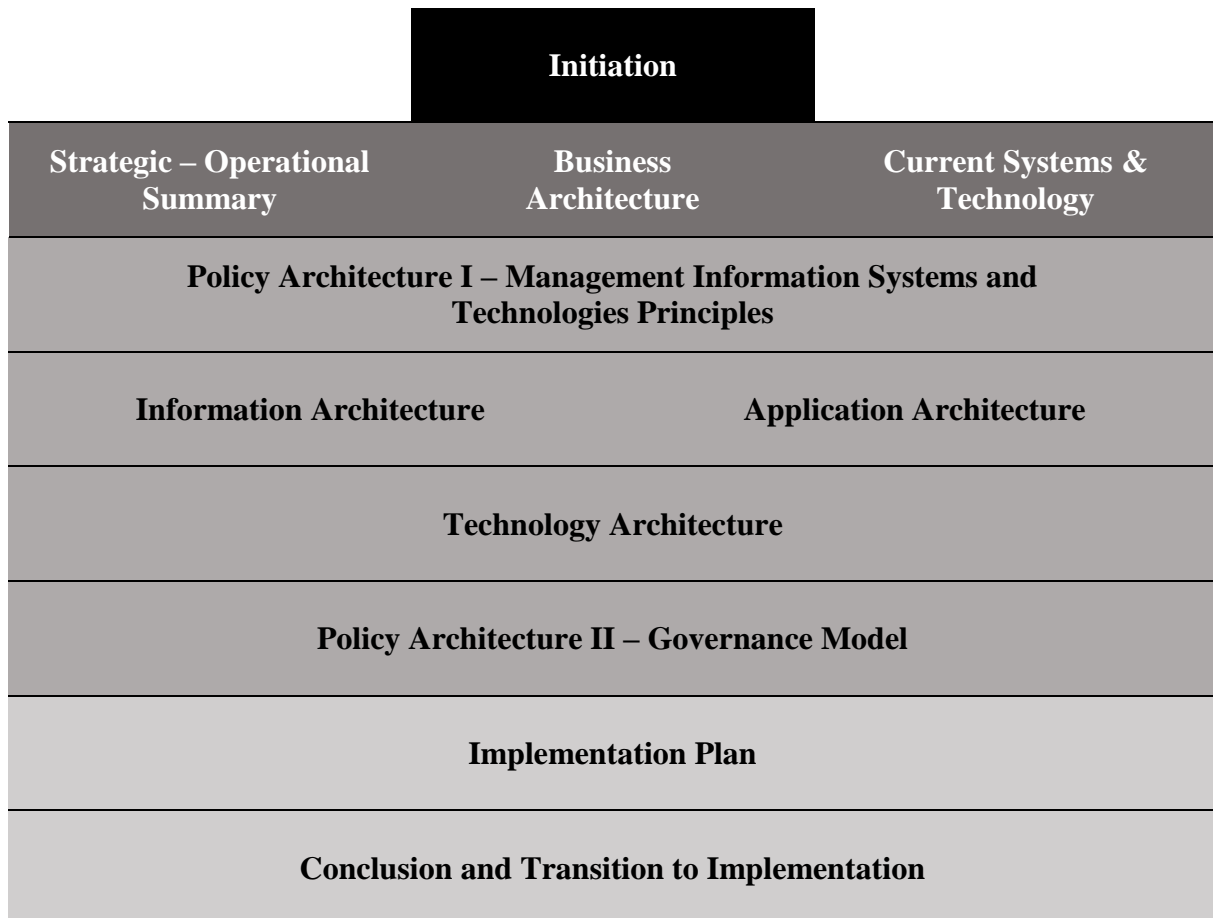 Initiation
Strategic – Operational
Summary
Business
Architecture
Current Systems &
Technology
Policy Architecture I – Management Information Systems and
Technologies Principles
Information Architecture
Application Architecture
Technology Architecture
Policy Architecture II – Governance Model
Implementation Plan
Conclusion and Transition to Implementation